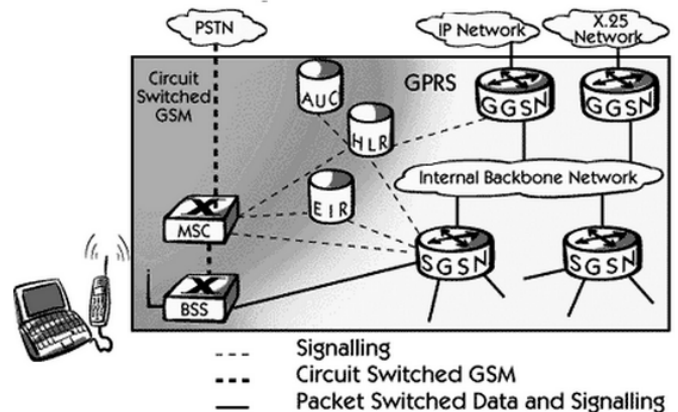 PSTN
IP Network
X.25
Network
Circuit
Switched
GSM
AUC
GPRS
GGSN
GGSN
HLR
Internal Backbone Network
EIR
MSC
SGSN
SGSN
BSS
Signalling
Circuit Switched GSM
Packet Switched Data and Signalling